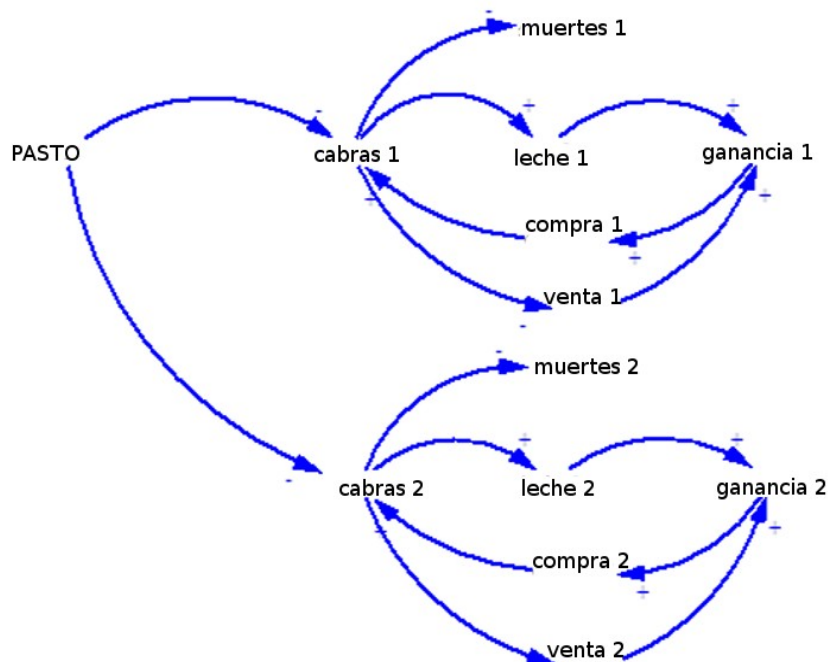 muertes 1
PASTO
cabras 1
leche 1
ganancia 1
compra 1
venta 1
muertes 2
cabras 2
leche 2
ganancia 2
compra 2
venta 2